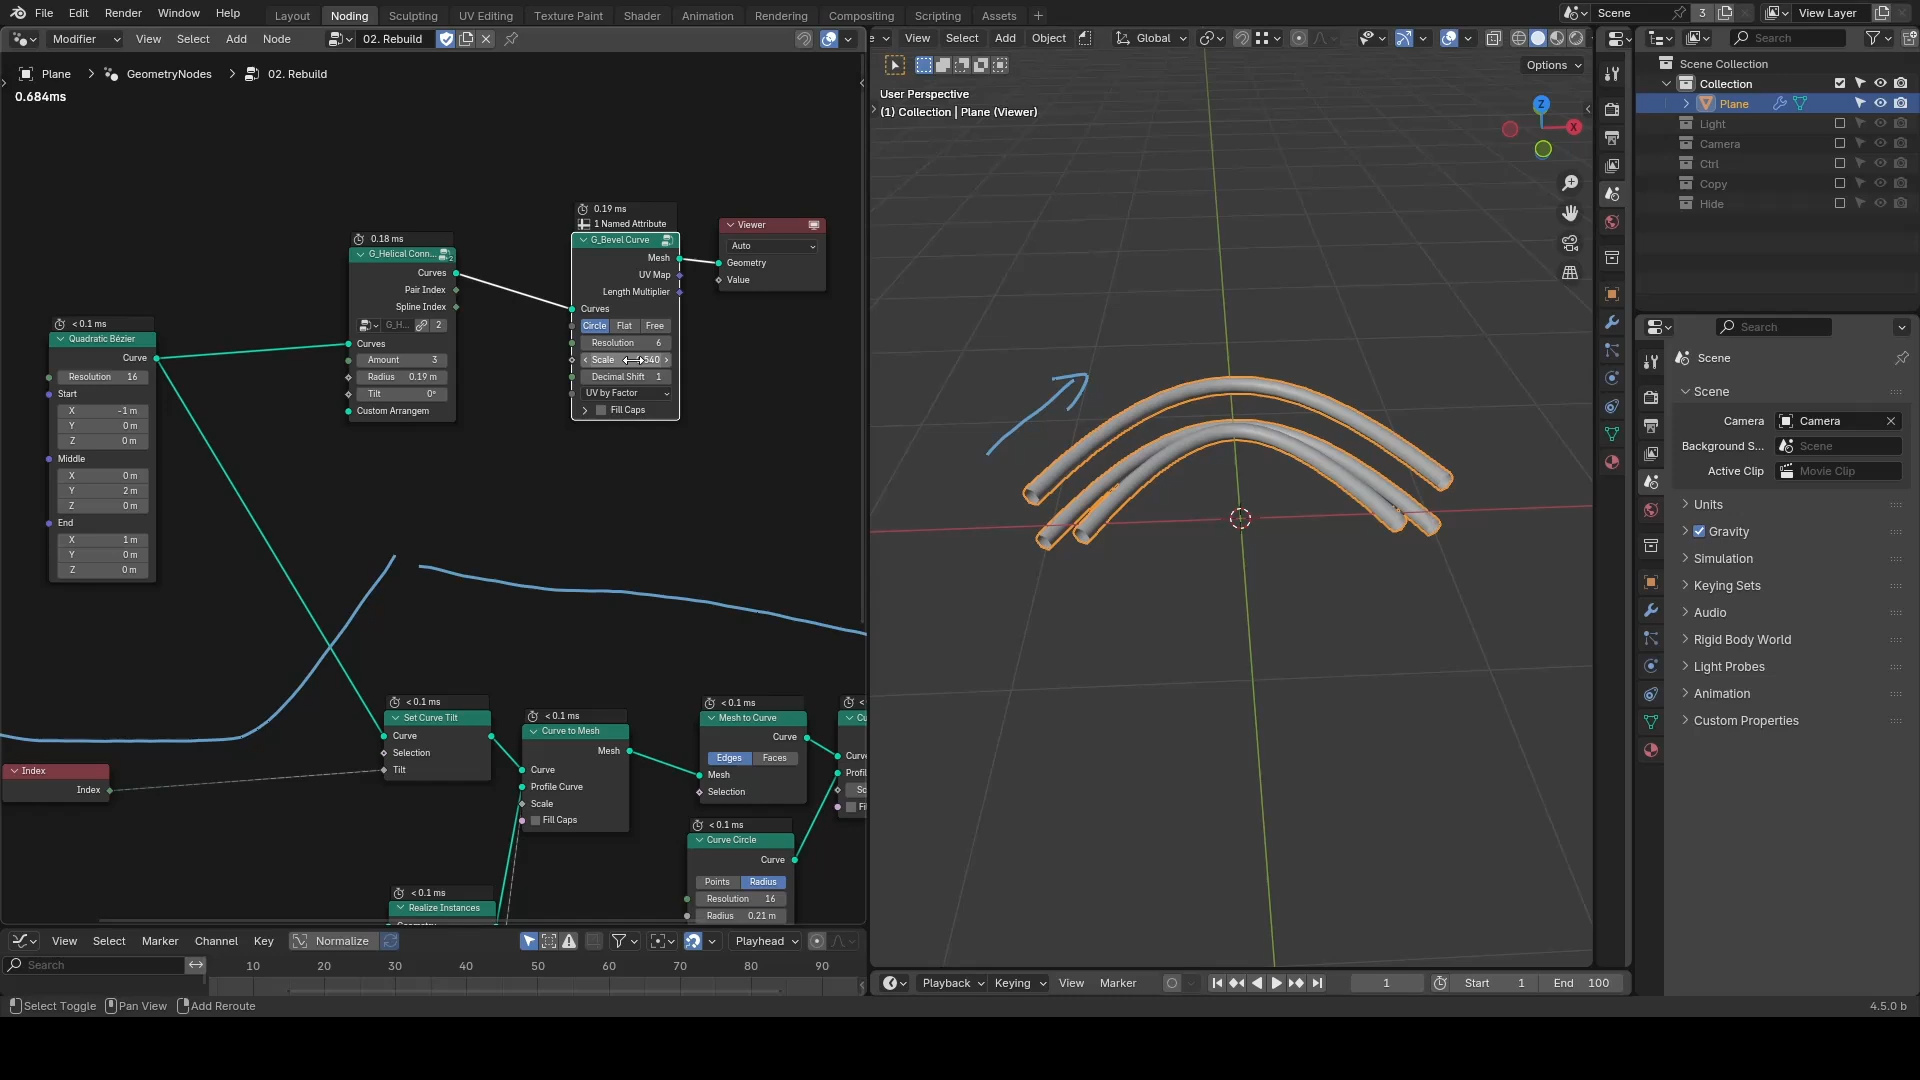 File Edit Render Window Help Layout Noding Sculpting UV Editing Texture Paint Shader Animation Rendering Compositing Scripting Assets Scene 3 View Layer
Modifier View Select Add Node 02. Rebuild
View Select Add Object Global
Search
Plane GeometryNodes 02. Rebuild
0.684ms
Options
User Perspective
(1) Collection | Plane (Viewer)
Z
X
Scene Collection
Collection
Plane
Light
Camera
Ctrl
Copy
Hide
< 0.1 ms
Quadratic Bézier
Curve
Resolution 16
Start
X -1 m
Y 0 m
Z 0 m
Middle
X 0 m
Y 2 m
Z 0 m
End
X 1 m
Y 0 m
Z 0 m
0.18 ms
G_Helical Conn...
2
Curves
Pair Index
Spline Index
G_H... 2
Curves
Amount 3
Radius 0.19 m
Tilt 0°
Custom Arrangem
0.19 ms
1 Named Attribute
G_Bevel Curve
Mesh
UV Map
Length Multiplier
Curves
Circle Flat Free
Resolution 6
Scale 540
Decimal Shift 1
UV by Factor
Fill Caps
Viewer
Auto
Geometry
Value
Index
Index
< 0.1 ms
Set Curve Tilt
Curve
Selection
Tilt
< 0.1 ms
Curve to Mesh
Mesh
Curve
Profile Curve
Scale
Fill Caps
< 0.1 ms
Mesh to Curve
Curve
Edges Faces
Mesh
Selection
<
Cu
Curve
Profil
Sc
Fi
< 0.1 ms
Curve Circle
Curve
Points Radius
Resolution 16
Radius 0.21 m
< 0.1 ms
Realize Instances
Search
Scene
Scene
Camera Camera
Background S... Scene
Active Clip Movie Clip
Units
Gravity
Simulation
Keying Sets
Audio
Rigid Body World
Light Probes
Animation
Custom Properties
View Select Marker Channel Key Normalize Playhead
Search
10 20 30 40 50 60 70 80 90
Playback Keying View Marker 1 Start 1 End 100
Select Toggle Pan View Add Reroute
4.5.0 b